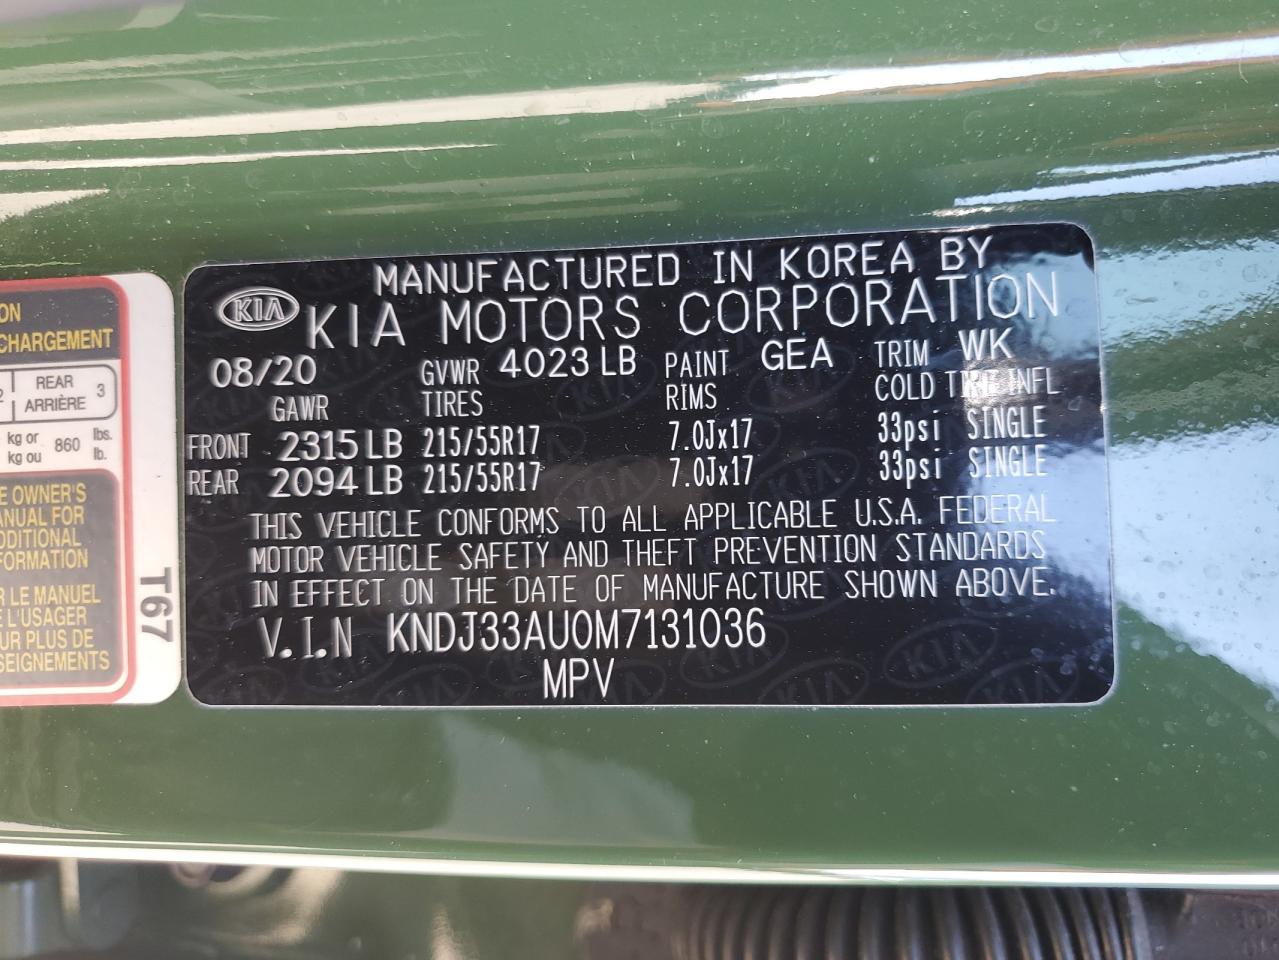 MANUFACTURED IN KOREA BY
KIA KIA MOTORS CORPORATION
08/20 GVWR 4023 LB PAINT GEA TRIM WK
GAWR TIRES RIMS COLD TIRE INFL
FRONT 2315 LB 215/55R17 7.0Jx17 33psi SINGLE
REAR 2094 LB 215/55R17 7.0Jx17 33psi SINGLE
THIS VEHICLE CONFORMS TO ALL APPLICABLE U.S.A. FEDERAL
MOTOR VEHICLE SAFETY AND THEFT PREVENTION STANDARDS
IN EFFECT ON THE DATE OF MANUFACTURE SHOWN ABOVE.
V.I.N KNDJ33AU0M7131036
MPV
ON
CHARGEMENT
2 REAR 3
ARRIÈRE
kg or 860 lbs.
kg ou lb.
E OWNER'S
ANUAL FOR
DDITIONAL
FORMATION
R LE MANUEL
E L'USAGER
UR PLUS DE
SEIGNEMENTS
T67